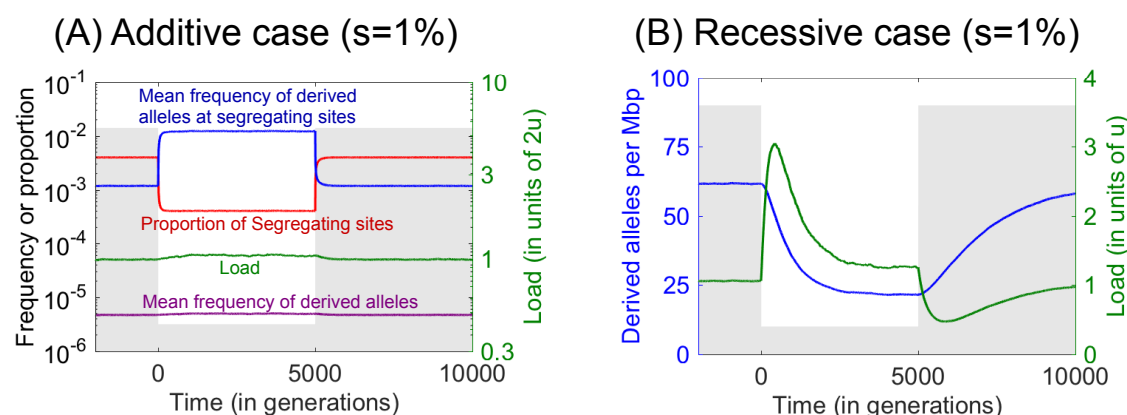 (A) Additive case (s=1%)
Frequency or proportion
10⁻¹
10⁻²
10⁻³
10⁻⁴
10⁻⁵
10⁻⁶
Mean frequency of derived
alleles at segregating sites
Proportion of Segregating sites
Load
Mean frequency of derived alleles
10
3
1
0.3
Load (in units of 2u)
0
5000
10000
Time (in generations)
(B) Recessive case (s=1%)
Derived alleles per Mbp
100
75
50
25
0
4
3
2
1
0
Load (in units of u)
0
5000
10000
Time (in generations)